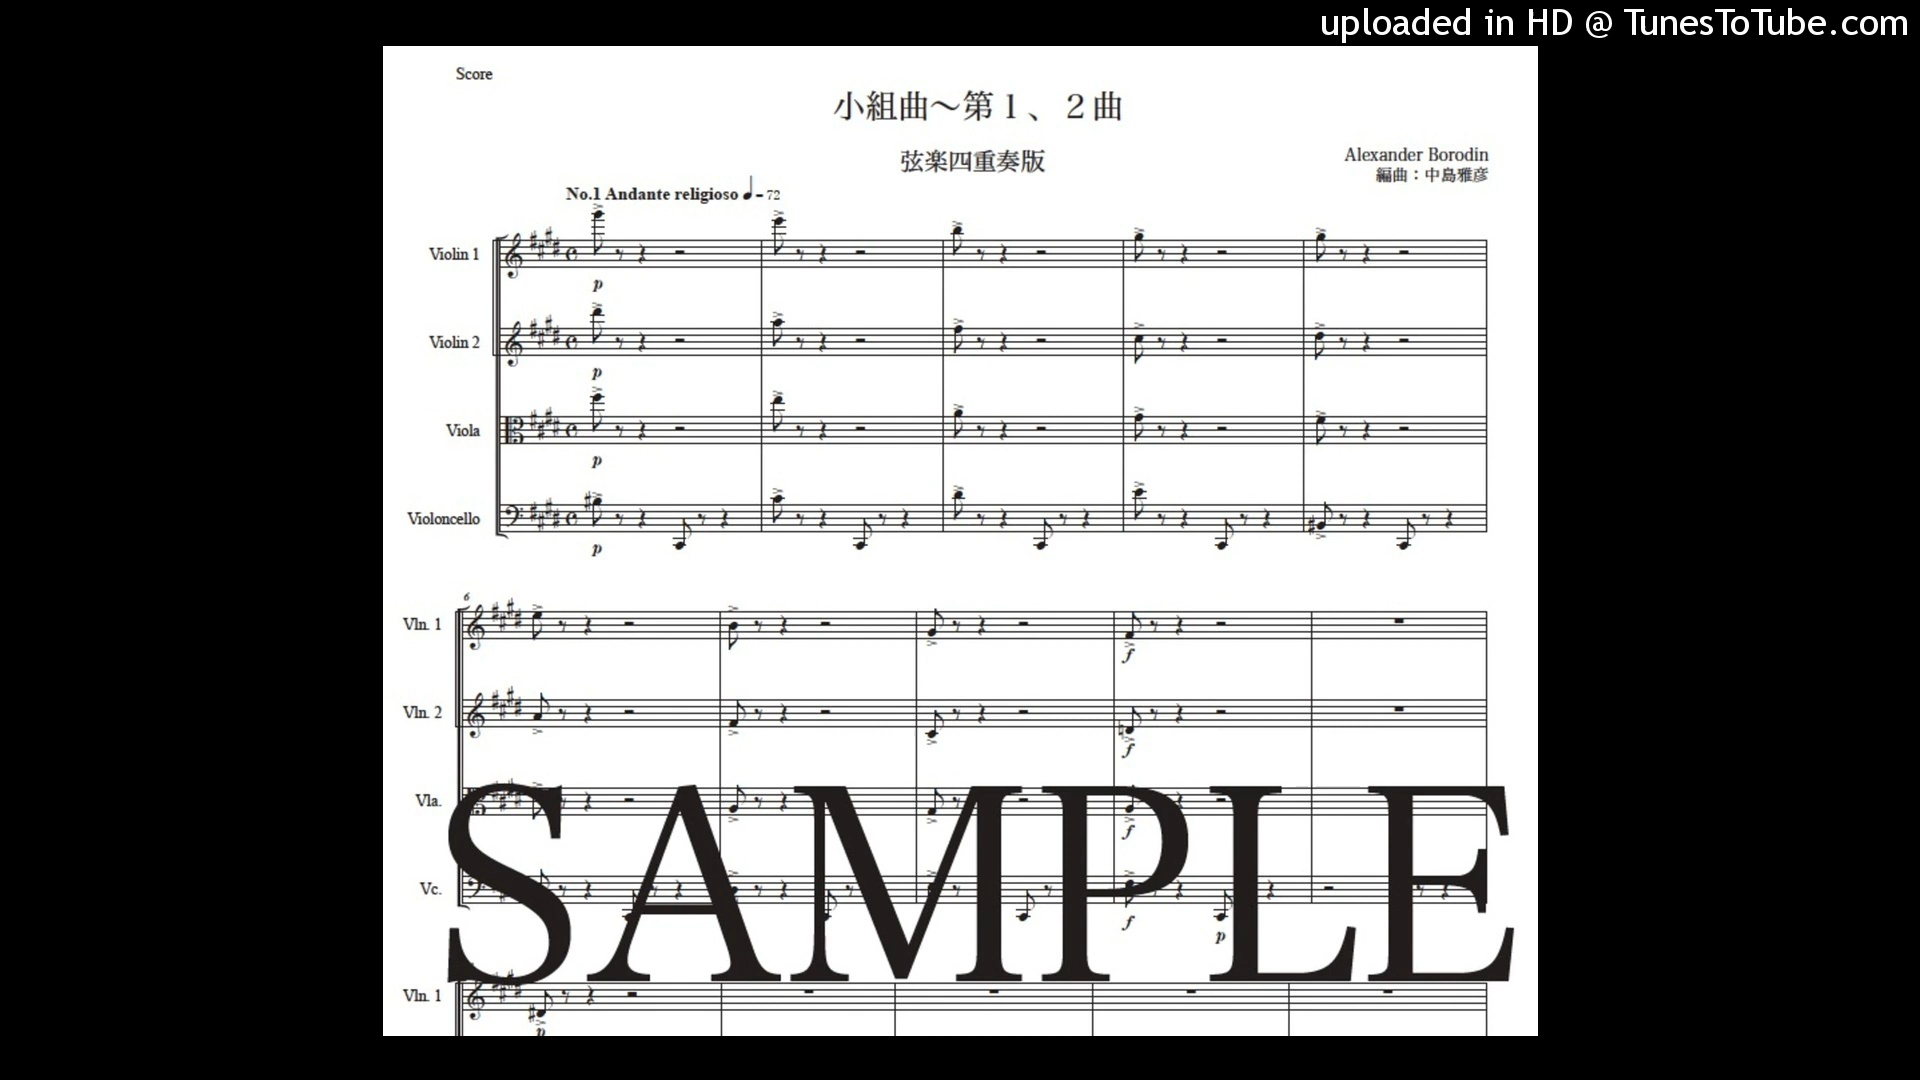 uploaded in HD @ TunesToTube.com
Score
小組曲～第１、２曲
弦楽四重奏版
Alexander Borodin
編曲：中島雅彦
No.1 Andante religioso ♩=72
Violin 1
p
Violin 2
p
Viola
p
Violoncello
p
6
Vln. 1
f
Vln. 2
f
Vla.
f
Vc.
f
p
SAMPLE
Vln. 1
p